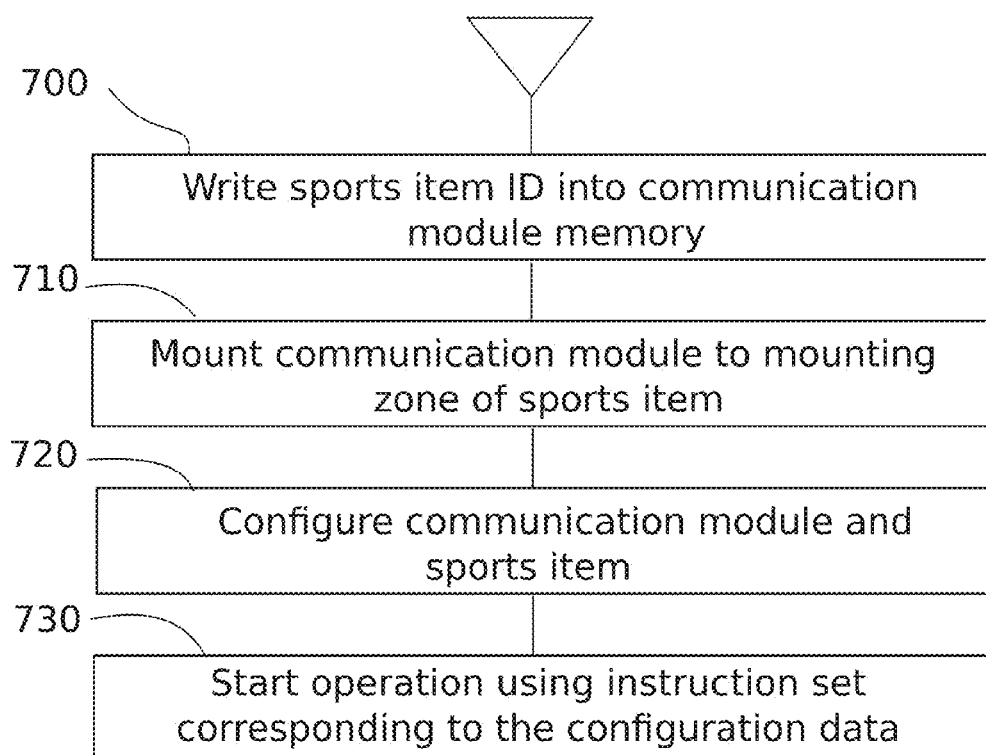 700
Write sports item ID into communication
module memory
710
Mount communication module to mounting
zone of sports item
720
Configure communication module and
sports item
730
Start operation using instruction set
corresponding to the configuration data